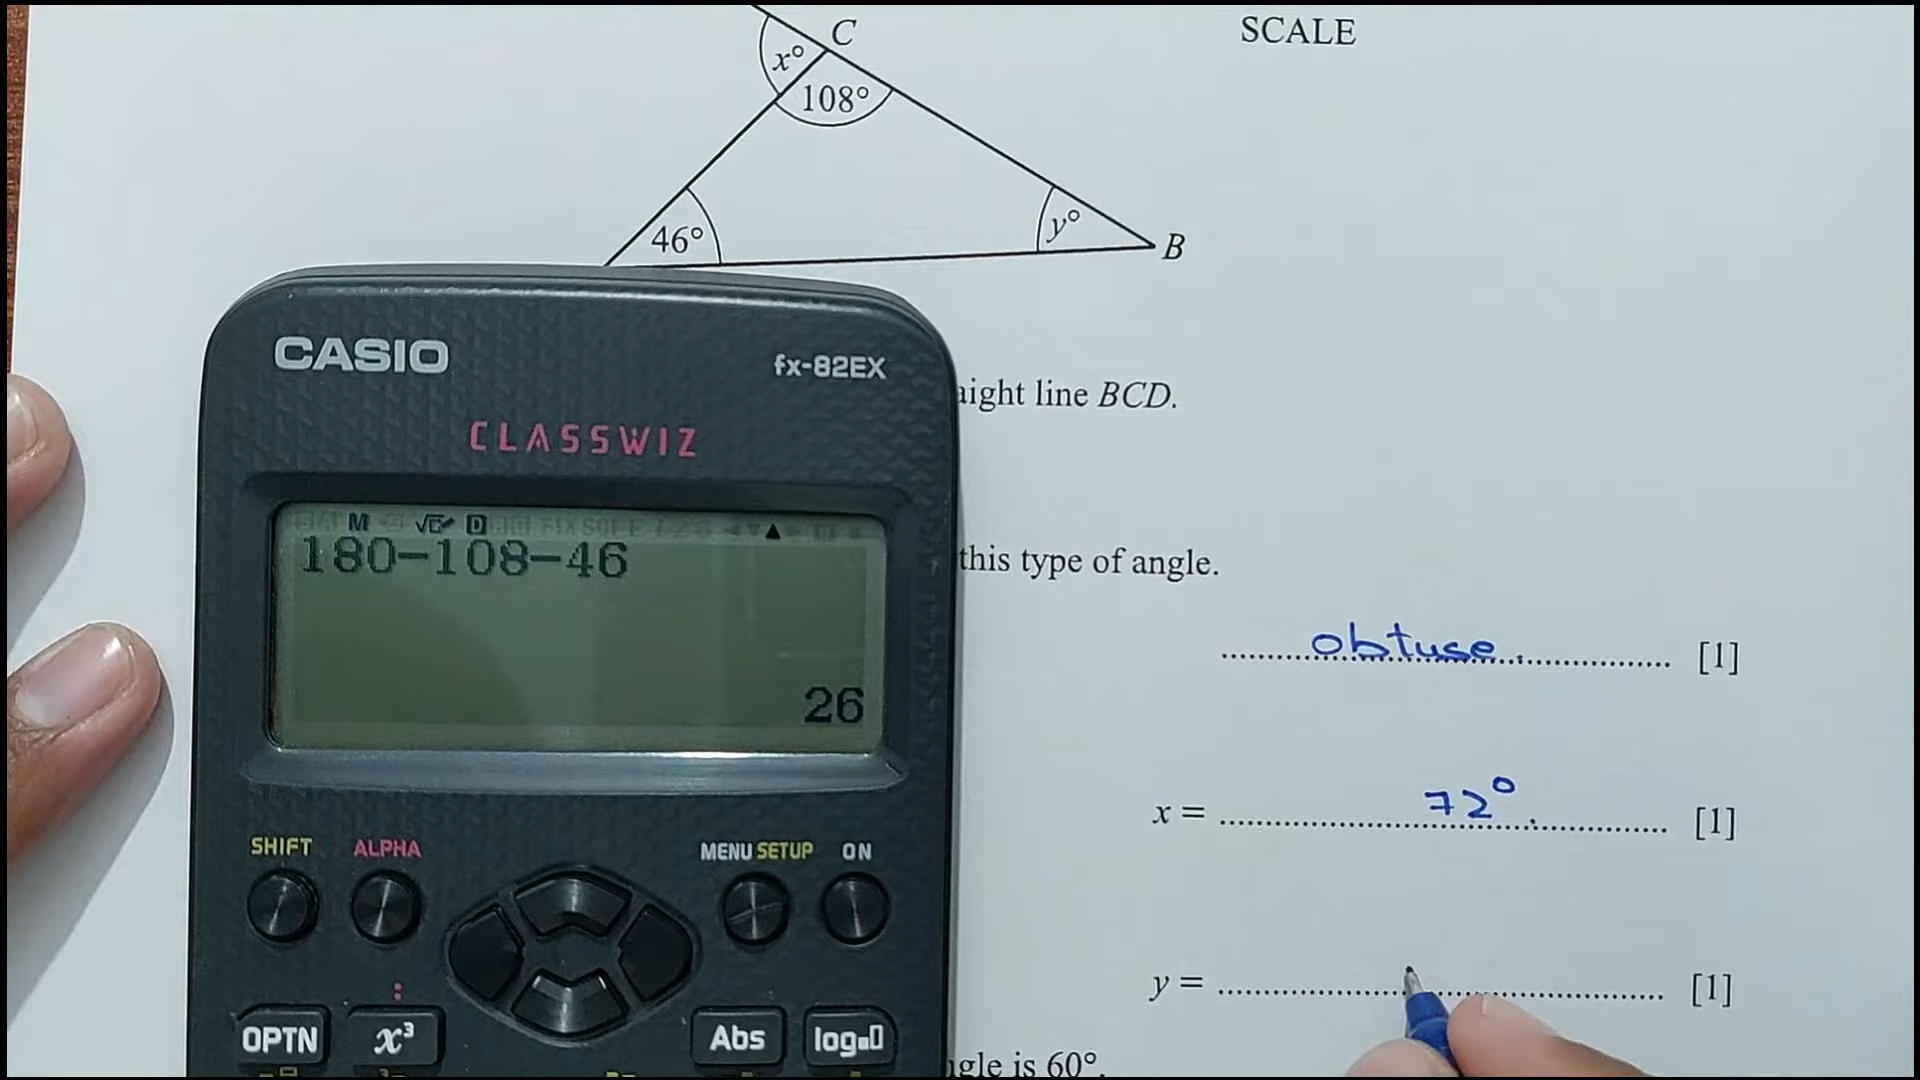 C
SCALE
x°
108°
46°
y°
B
CASIO
fx-82EX
aight line BCD.
CLASSWIZ
M √ D
180−108−46
26
this type of angle.
obtuse. [1]
x = 72°. [1]
SHIFT ALPHA MENU SETUP ON
y = [1]
OPTN x³ Abs log
ngle is 60°.